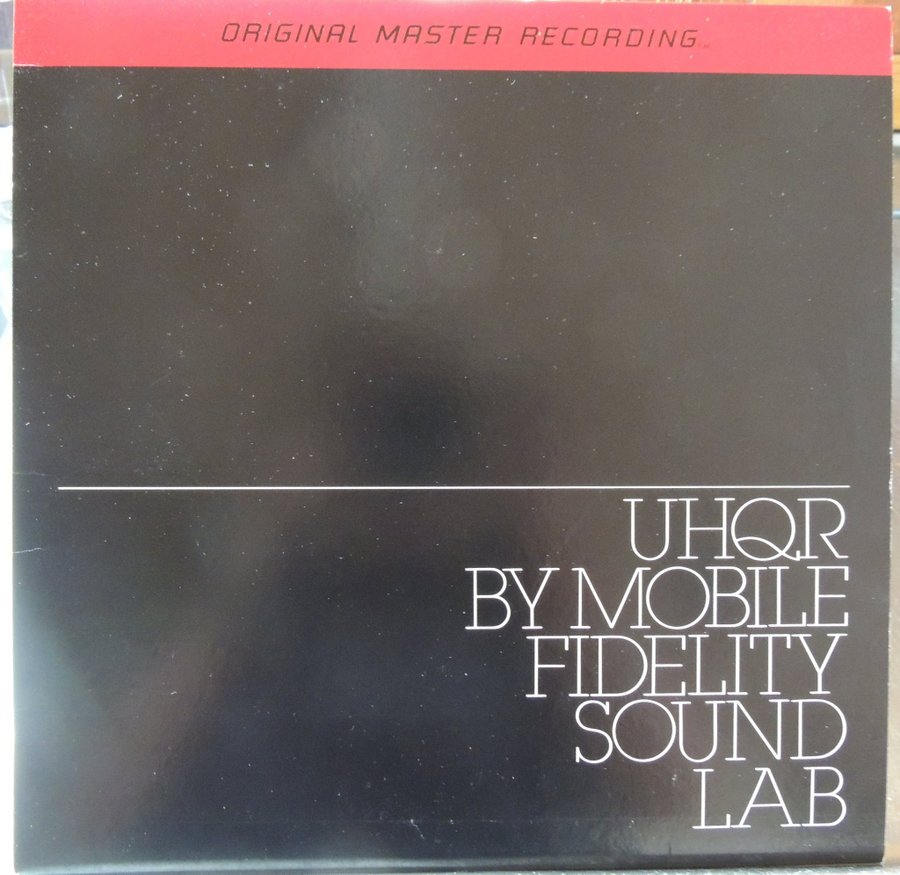 ORIGINAL MASTER RECORDING™
UHQR
BY MOBILE
FIDELITY
SOUND
LAB